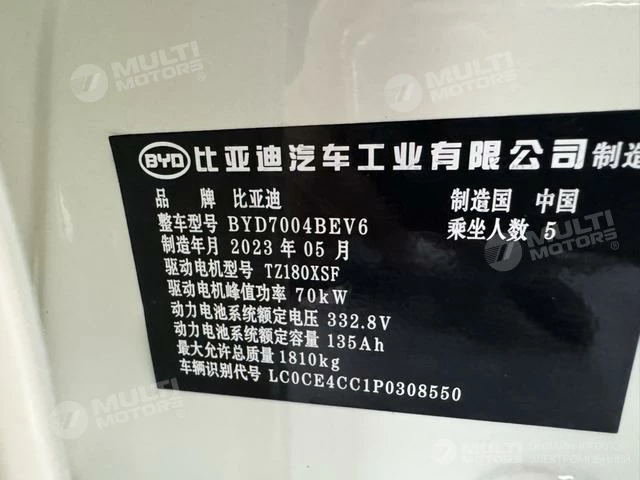 MULTI MOTORS
MULTI MOTORS
BYD 比亚迪汽车工业有限公司 制造
品 牌 比亚迪 制造国 中国
整车型号 BYD7004BEV6 乘坐人数 5
制造年月 2023 年 05 月
驱动电机型号 TZ180XSF
驱动电机峰值功率 70kW
动力电池系统额定电压 332.8V
动力电池系统额定容量 135Ah
最大允许总质量 1810kg
车辆识别代号 LC0CE4CC1P0308550
MULTI MOTORS
MULTI MOTORS
MULTI MOTORS